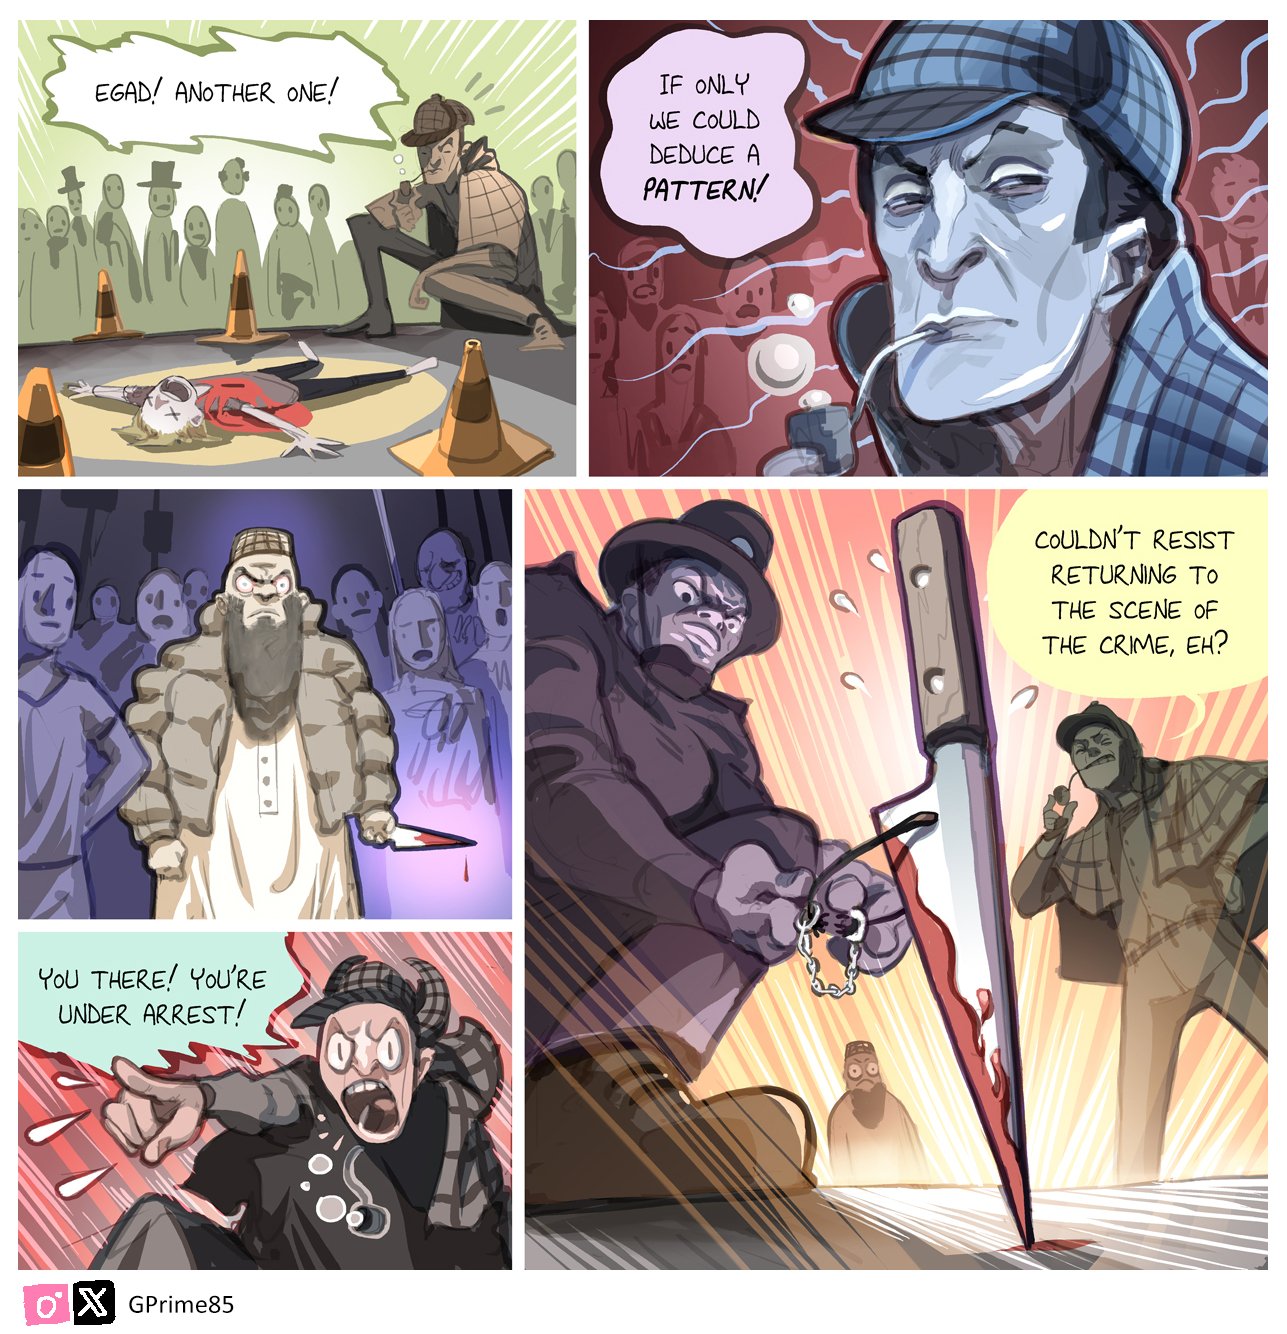 EGAD! ANOTHER ONE!
IF ONLY
WE COULD
DEDUCE A
PATTERN!
YOU THERE! YOU'RE
UNDER ARREST!
COULDN'T RESIST
RETURNING TO
THE SCENE OF
THE CRIME, EH?
GPrime85